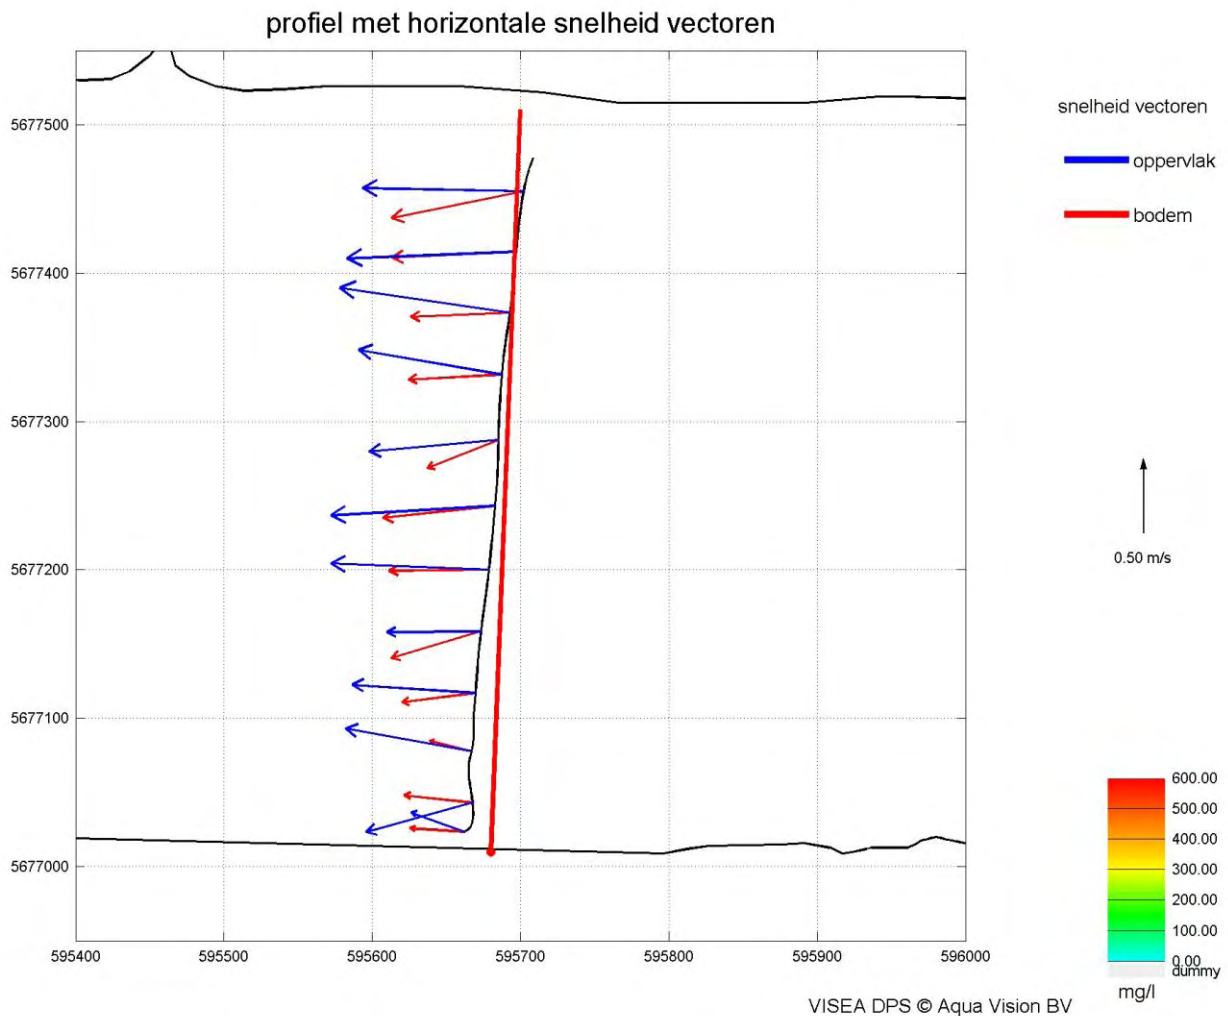 profiel met horizontale snelheid vectoren
snelheid vectoren
oppervlak
bodem
5677500
5677400
5677300
5677200
5677100
5677000
0.50 m/s
600.00
500.00
400.00
300.00
200.00
100.00
0.00
dummy
mg/l
595400 595500 595600 595700 595800 595900 596000
VISEA DPS © Aqua Vision BV